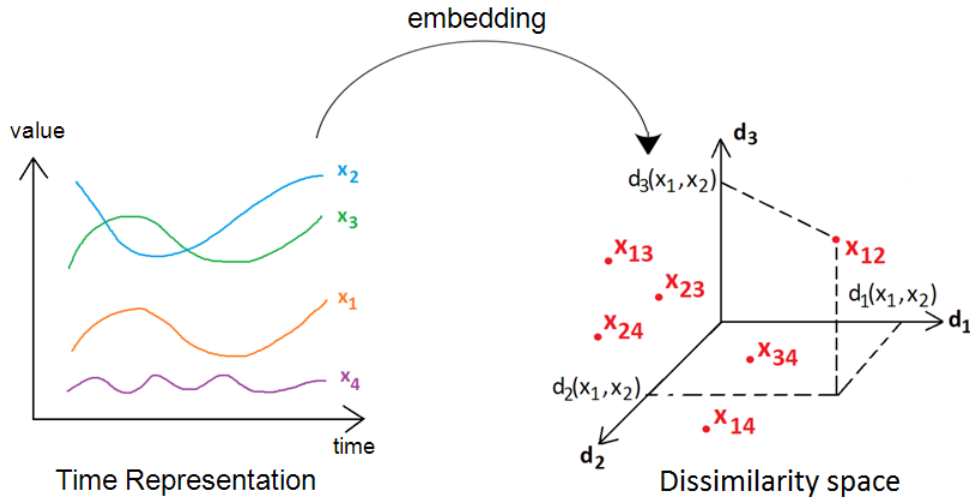 embedding
value
x₂
x₃
x₁
x₄
time
Time Representation
d₃
d₃(x₁,x₂)
x₁₂
x₁₃
x₂₃
d₁(x₁,x₂)
x₂₄
d₁
x₃₄
d₂(x₁,x₂)
x₁₄
d₂
Dissimilarity space